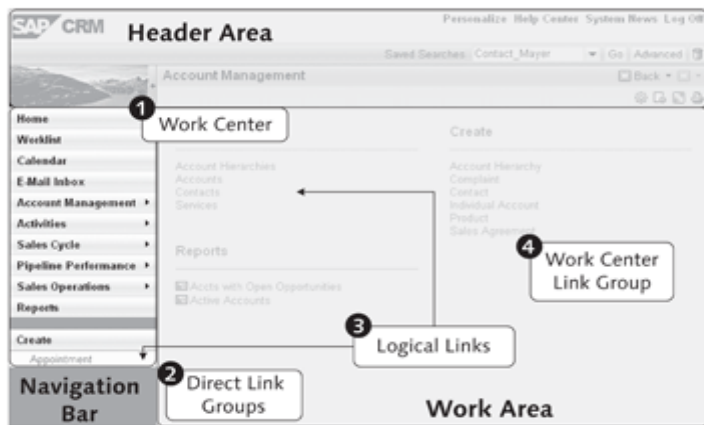 SAP CRM
Header Area
Personalize Help Center System News Log Off
Saved Searches: Contact_Mayer Go Advanced
Account Management
Back
1 Work Center
Home
Worklist
Calendar
E-Mail Inbox
Account Management
Activities
Sales Cycle
Pipeline Performance
Sales Operations
Reports
Create
Appointment
Account Hierarchies
Accounts
Contacts
Services
Reports
Accts with Open Opportunities
Active Accounts
Create
Account Hierarchy
Complaint
Contact
Individual Account
Product
Sales Agreement
4 Work Center
Link Group
3 Logical Links
2 Direct Link
Groups
Navigation
Bar
Work Area